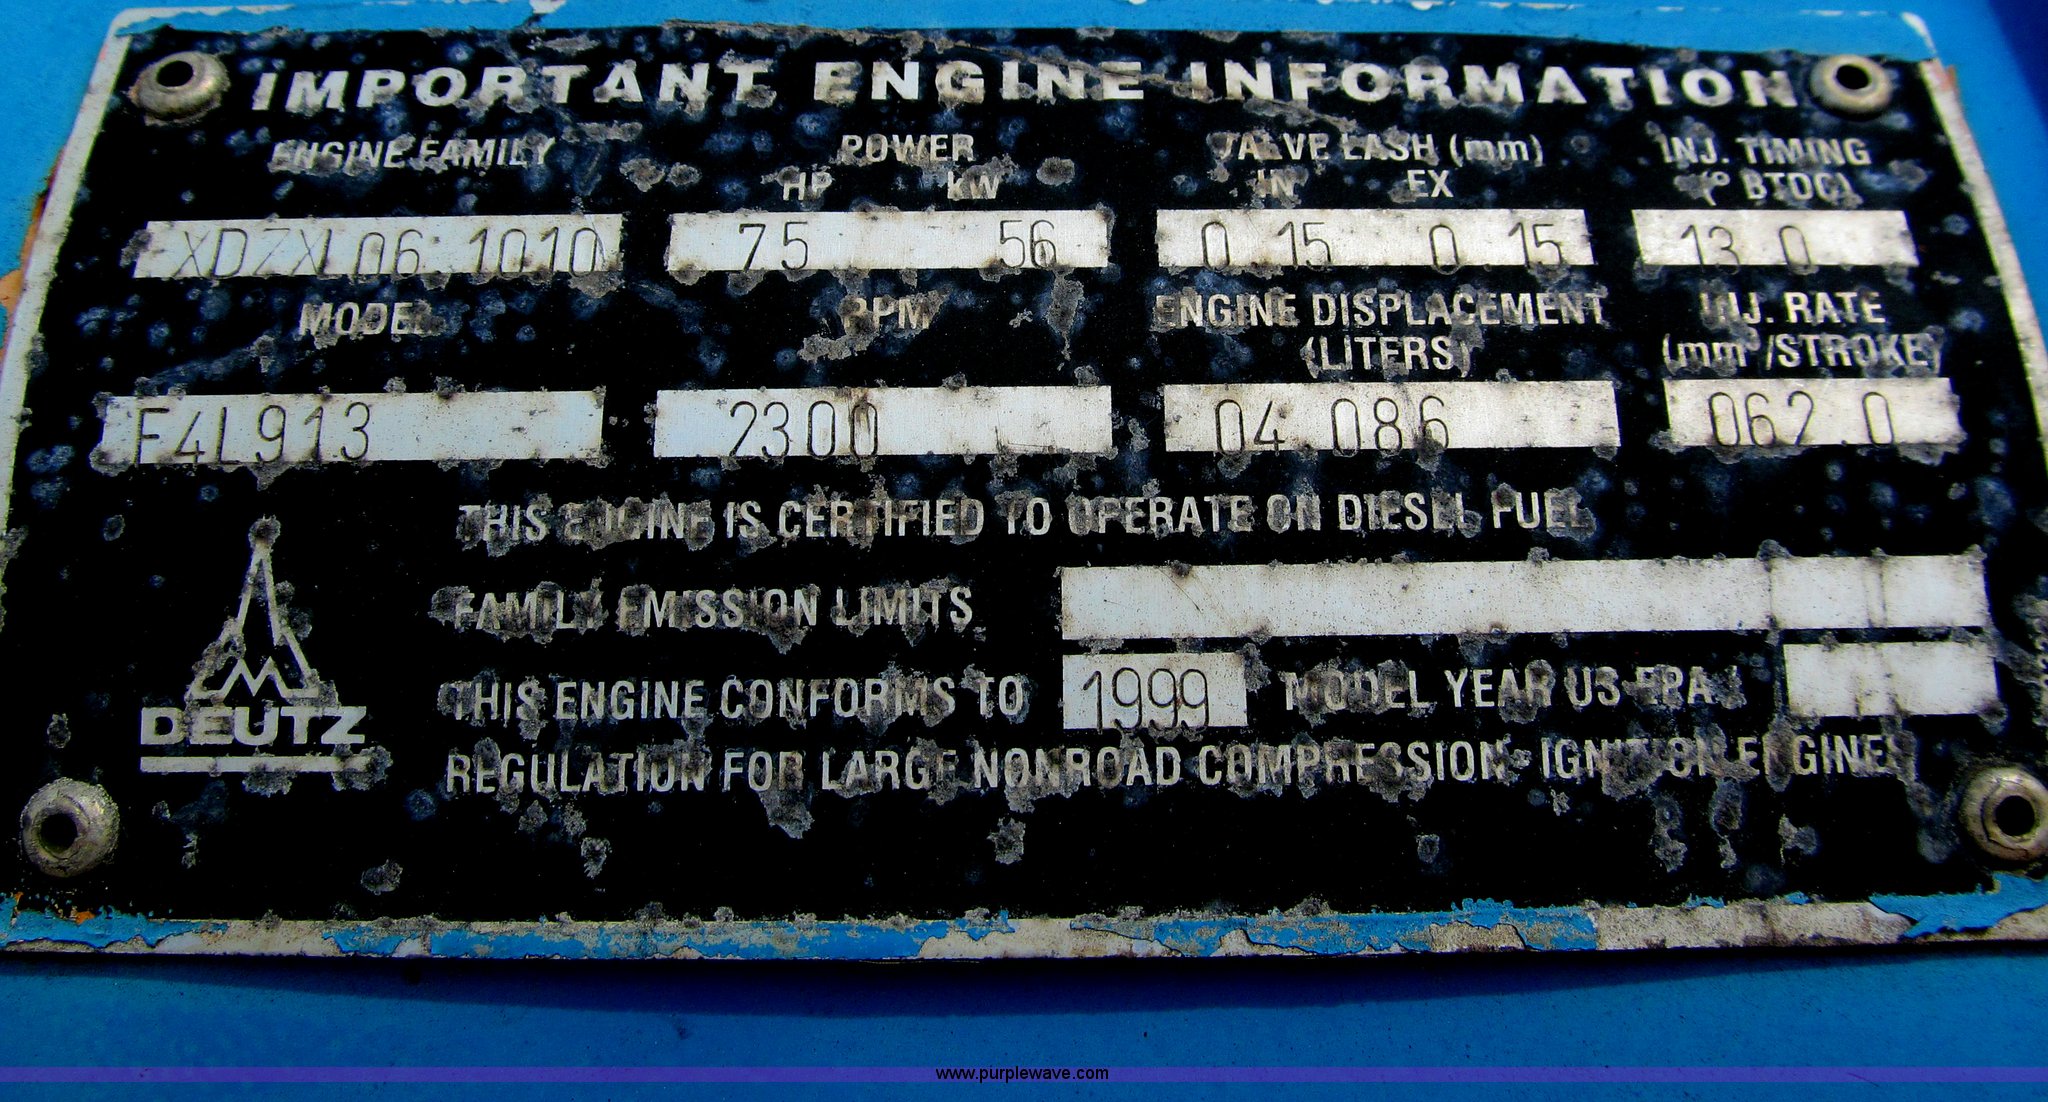 IMPORTANT ENGINE INFORMATION
ENGINE FAMILY POWER VALVE LASH (mm) INJ. TIMING
HP kW IN EX (° BTDC)
XDZXL06.1010 75 56 0.15 0.15 13.0
MODEL RPM ENGINE DISPLACEMENT INJ. RATE
(LITERS) (mm³/STROKE)
F4L913 2300 04.086 062.0
THIS ENGINE IS CERTIFIED TO OPERATE ON DIESEL FUEL
FAMILY EMISSION LIMITS
THIS ENGINE CONFORMS TO 1999 MODEL YEAR US-EPA
DEUTZ
REGULATION FOR LARGE NONROAD COMPRESSION-IGNITION ENGINES
www.purplewave.com